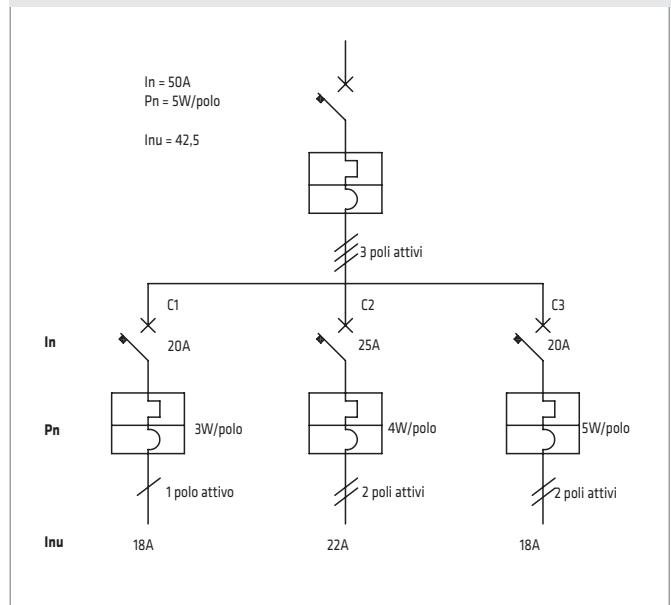 In = 50A
Pn = 5W/polo
Inu = 42,5
3 poli attivi
C1
C2
C3
In
20A
25A
20A
Pn
3W/polo
4W/polo
5W/polo
1 polo attivo
2 poli attivi
2 poli attivi
Inu
18A
22A
18A